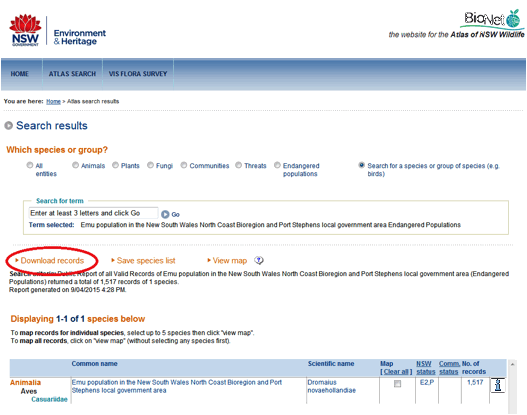 NSW
GOVERNMENT
Environment
& Heritage
BioNet
the website for the Atlas of NSW Wildlife
HOME ATLAS SEARCH VIS FLORA SURVEY
You are here: Home > Atlas search results
Search results
Which species or group?
All entities Animals Plants Fungi Communities Threats Endangered populations Search for a species or group of species (e.g. birds)
Search for term
Enter at least 3 letters and click Go Go
Term selected: Emu population in the New South Wales North Coast Bioregion and Port Stephens local government area Endangered Populations
Download records Save species list View map ?
Search criteria: Public Report of all Valid Records of Emu population in the New South Wales North Coast Bioregion and Port Stephens local government area (Endangered
Populations) returned a total of 1,517 records of 1 species.
Report generated on 9/04/2015 4:28 PM.
Displaying 1-1 of 1 species below
To map records for individual species, select up to 5 species then click "view map".
To map all records, click on "view map" (without selecting any species first).
Common name Scientific name Map [ Clear all ] NSW status Comm. status No. of records
Animalia Emu population in the New South Wales North Coast Bioregion and Port Dromaius E2,P 1,517 i
Aves Stephens local government area novaehollandiae
Casuariidae